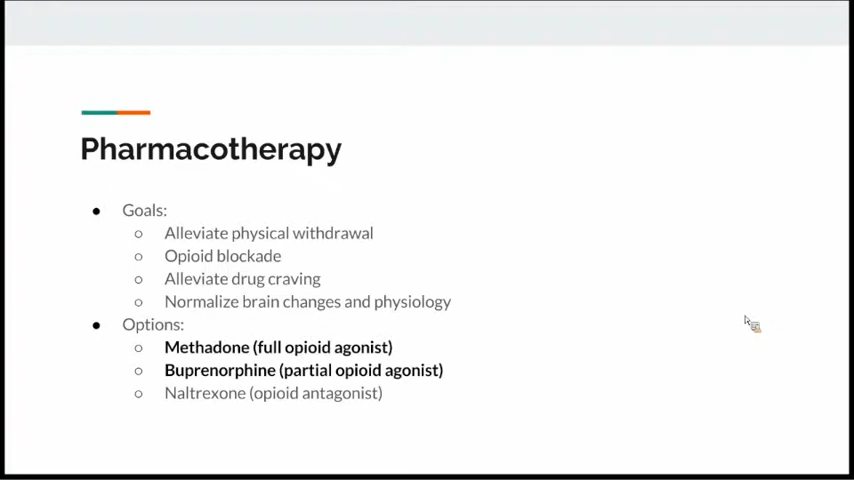 Pharmacotherapy
● Goals:
○ Alleviate physical withdrawal
○ Opioid blockade
○ Alleviate drug craving
○ Normalize brain changes and physiology
● Options:
○ Methadone (full opioid agonist)
○ Buprenorphine (partial opioid agonist)
○ Naltrexone (opioid antagonist)